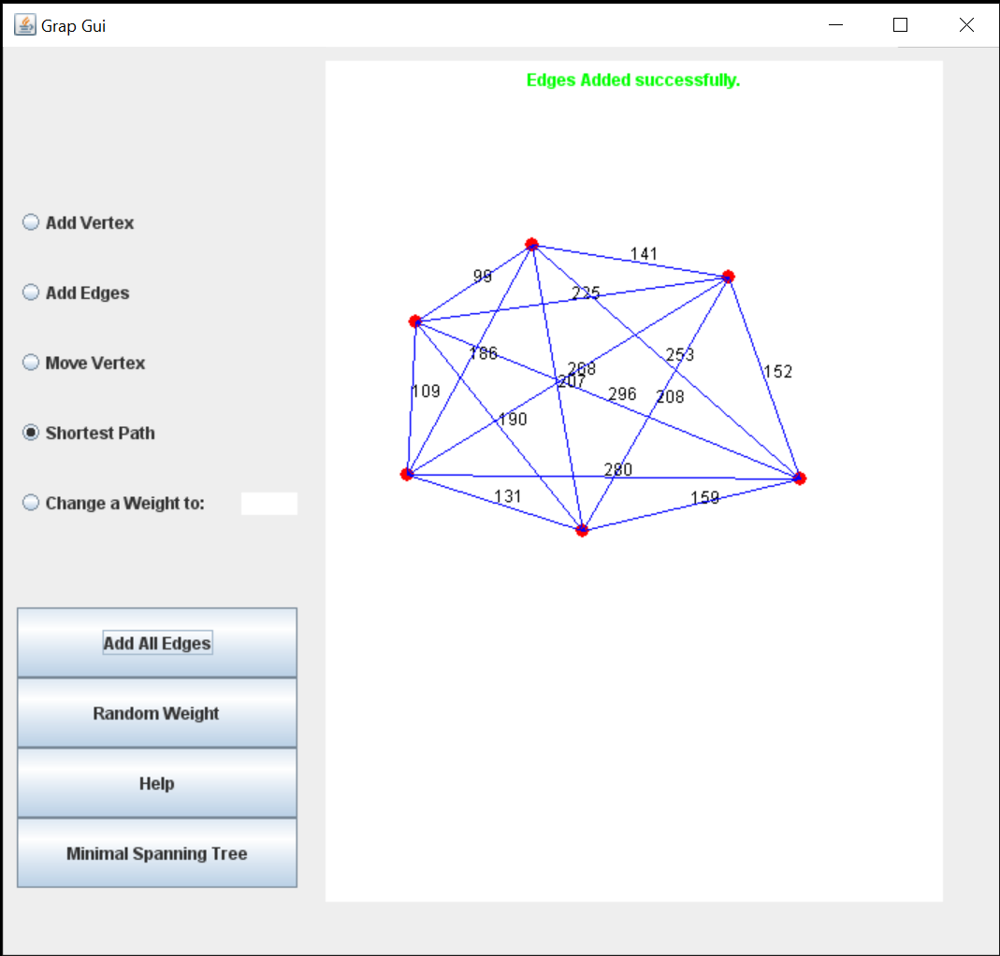 Grap Gui
Edges Added successfully.
Add Vertex
Add Edges
Move Vertex
Shortest Path
Change a Weight to:
Add All Edges
Random Weight
Help
Minimal Spanning Tree
141
99
225
186
253
268
207
152
109
296
208
190
280
131
159